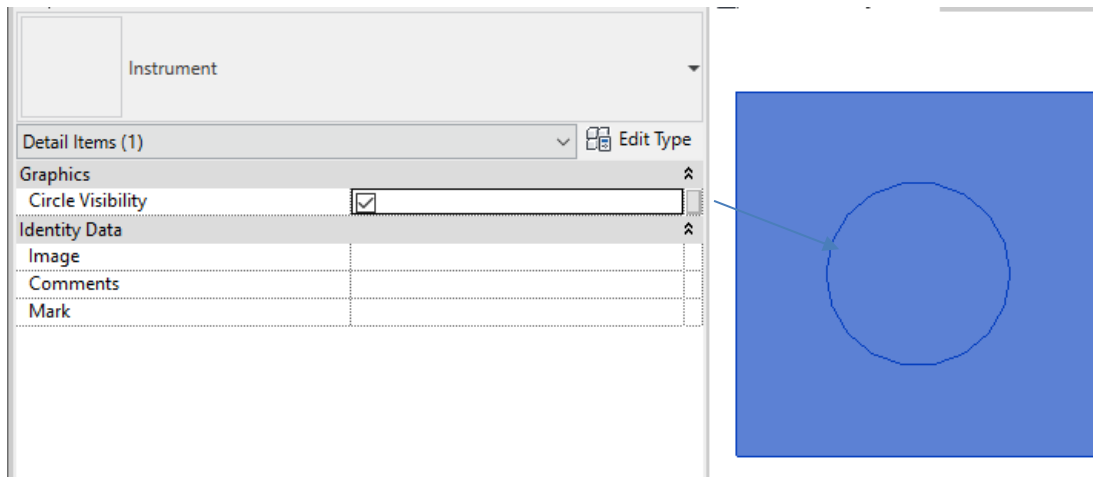 Instrument
Detail Items (1)
Edit Type
Graphics
Circle Visibility
Identity Data
Image
Comments
Mark